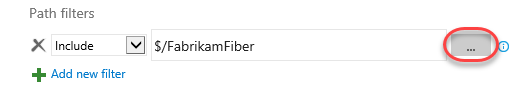 Path filters
Include $/FabrikamFiber ...
Add new filter